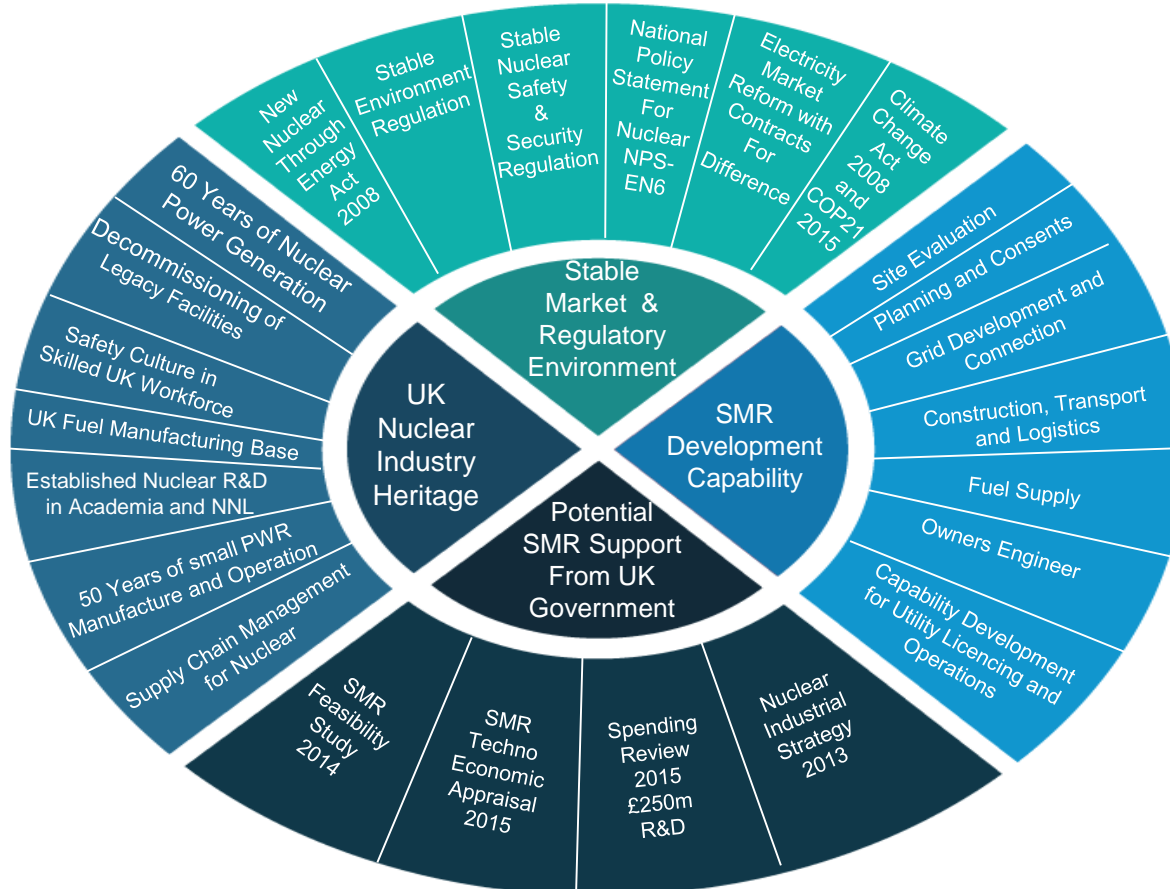 New
Nuclear
Through
Energy
Act
2008
Stable
Environment
Regulation
Stable
Nuclear
Safety
&
Security
Regulation
National
Policy
Statement
For
Nuclear
NPS-
EN6
Electricity
Market
Reform with
Contracts
For
Difference
Climate
Change
Act
2008
and
COP21
2015
Site Evaluation
Planning and Consents
Grid Development and
Connection
Construction, Transport
and Logistics
Fuel Supply
Owners Engineer
Capability Development
for Utility Licencing and
Operations
Nuclear
Industrial
Strategy
2013
Spending
Review
2015
£250m
R&D
SMR
Techno
Economic
Appraisal
2015
SMR
Feasibility
Study
2014
Supply Chain Management
for Nuclear
50 Years of small PWR
Manufacture and Operation
Established Nuclear R&D
in Academia and NNL
UK Fuel Manufacturing Base
Safety Culture in
Skilled UK Workforce
Decommissioning of
Legacy Facilities
60 Years of Nuclear
Power Generation
Stable
Market &
Regulatory
Environment
SMR
Development
Capability
Potential
SMR Support
From UK
Government
UK
Nuclear
Industry
Heritage